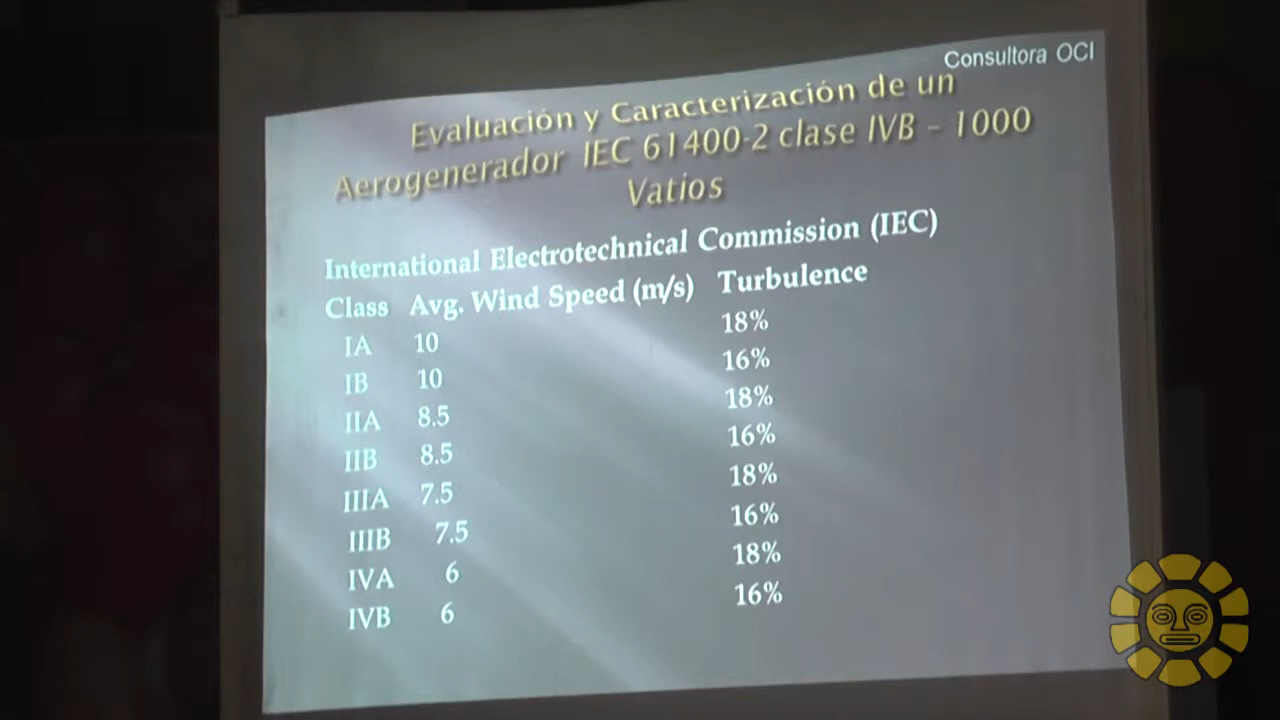 Consultora OCI
Evaluación y Caracterización de un
Aerogenerador IEC 61400-2 clase IVB – 1000
Vatios
International Electrotechnical Commission (IEC)
Class Avg. Wind Speed (m/s) Turbulence
IA 10 18%
IB 10 16%
IIA 8.5 18%
IIB 8.5 16%
IIIA 7.5 18%
IIIB 7.5 16%
IVA 6 18%
IVB 6 16%